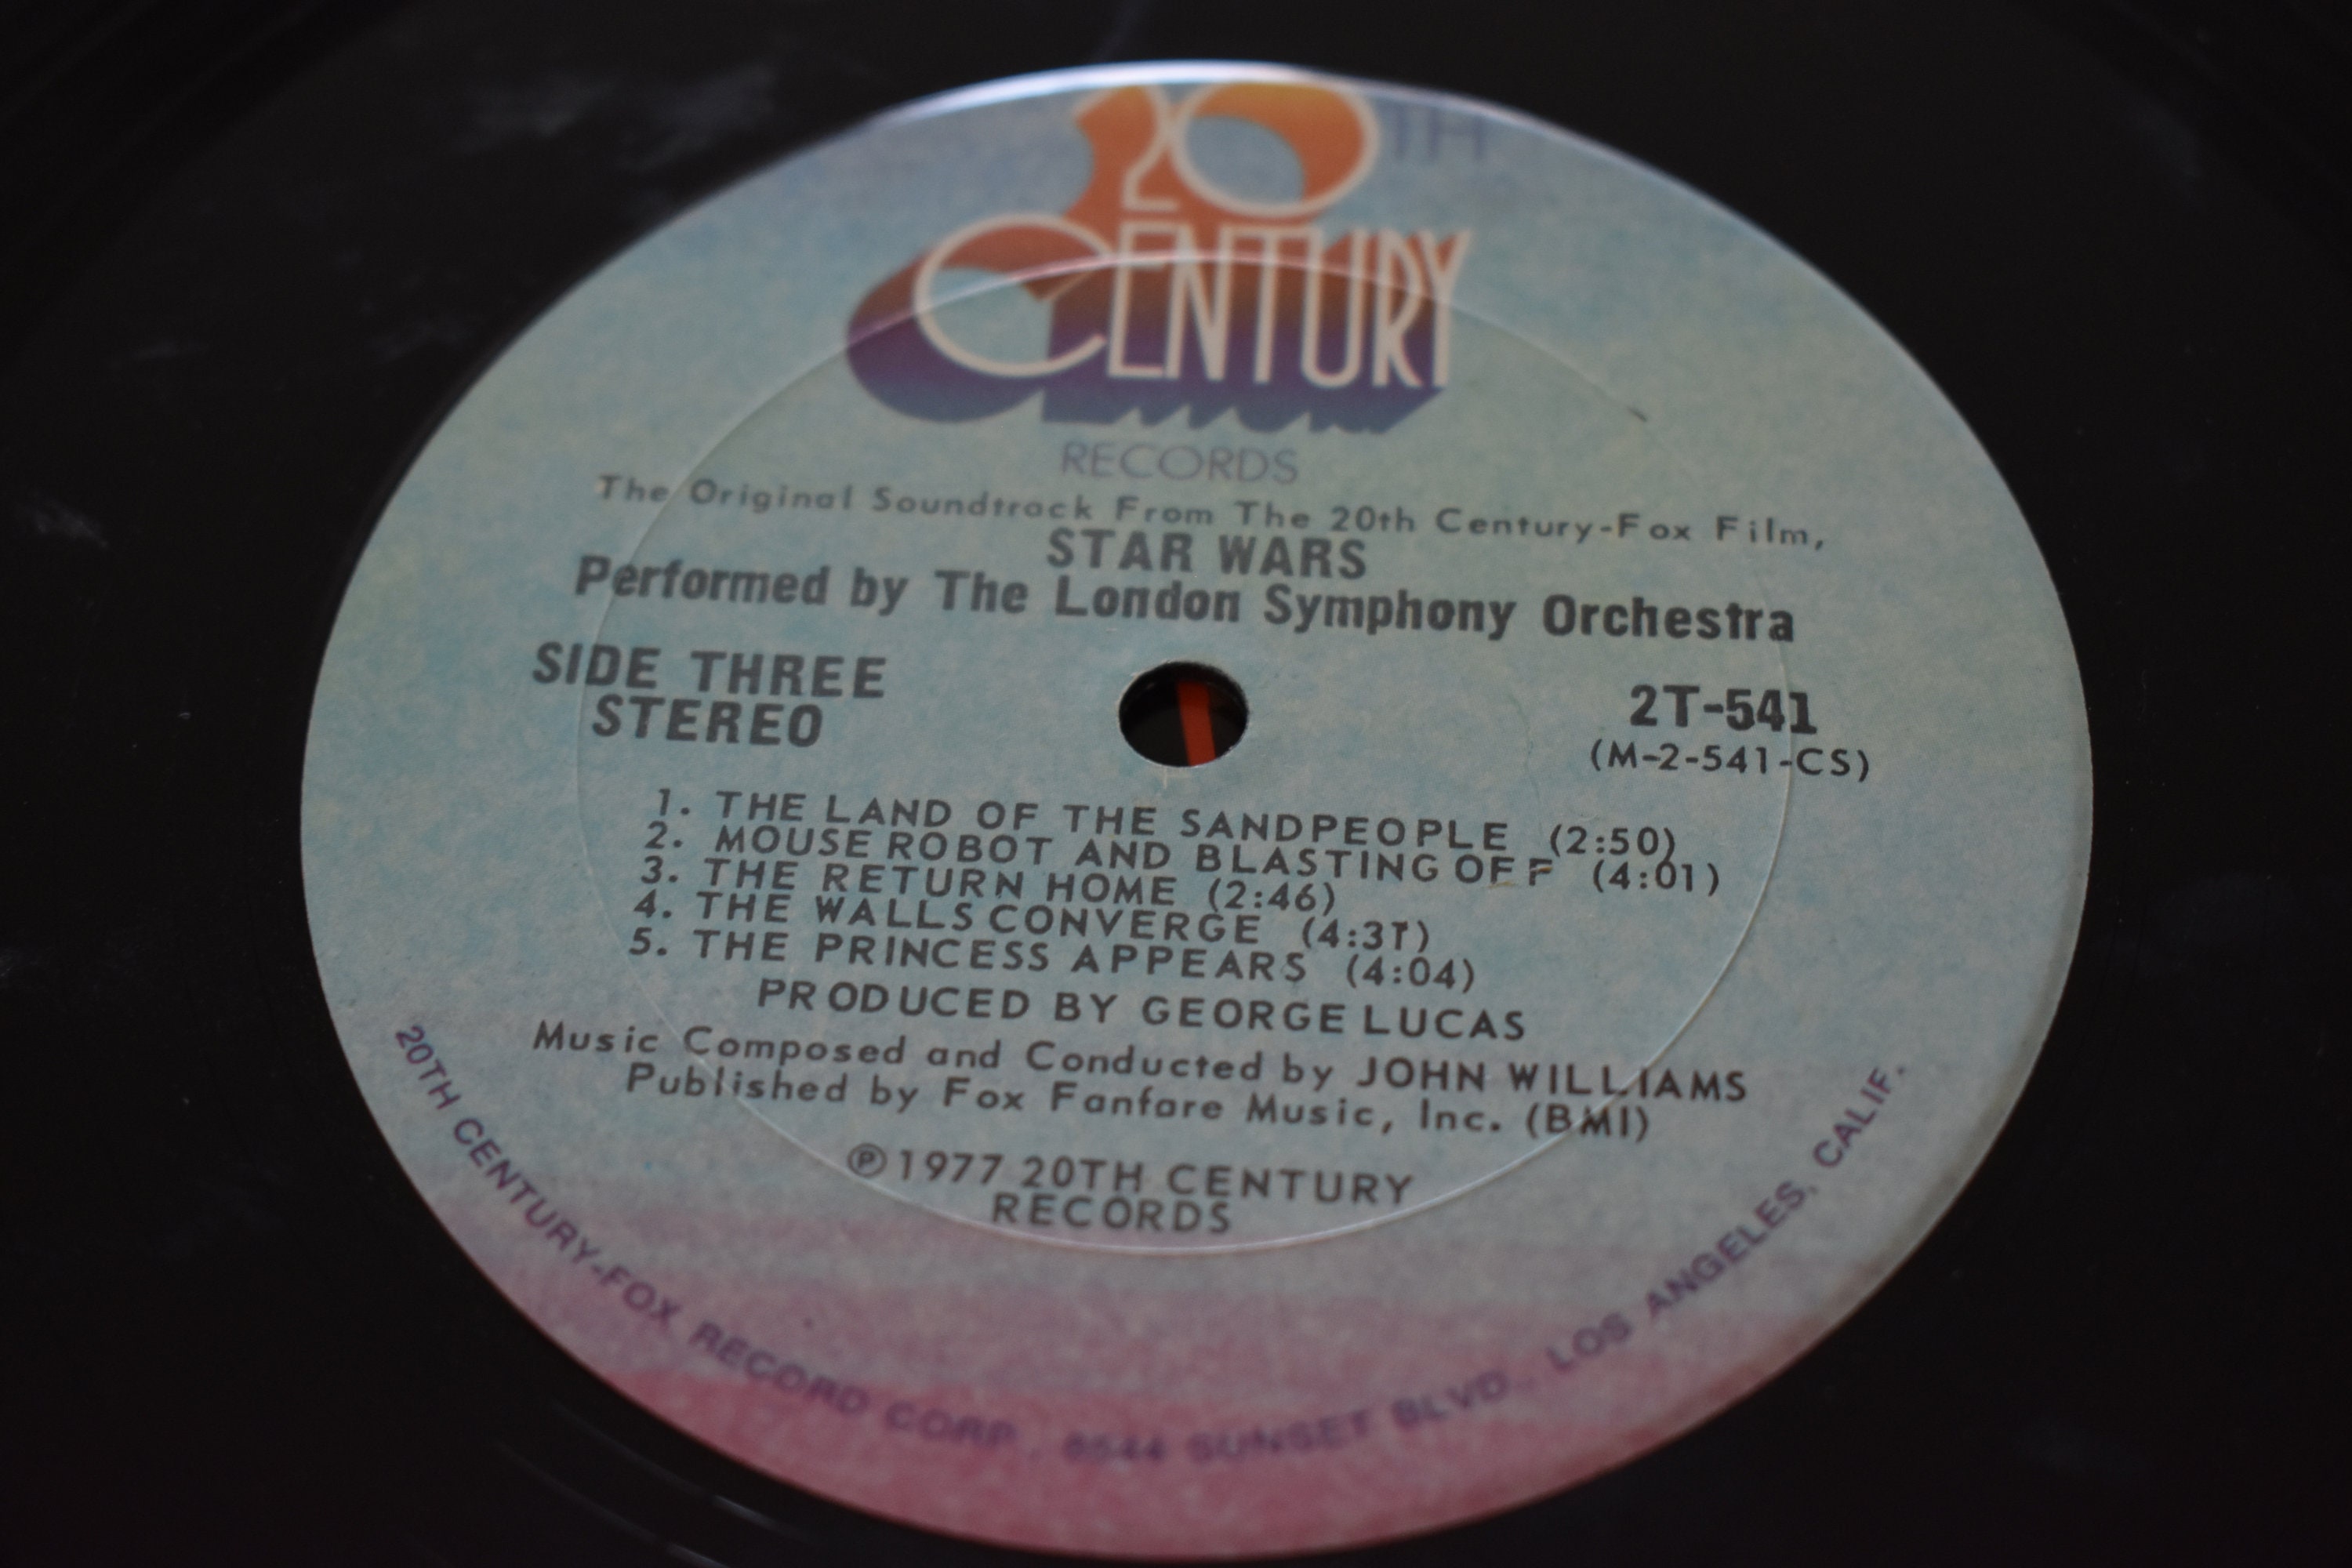 20TH
CENTURY
RECORDS
The Original Soundtrack From The 20th Century-Fox Film,
STAR WARS
Performed by The London Symphony Orchestra
SIDE THREE
STEREO
2T-541
(M-2-541-CS)
1. THE LAND OF THE SANDPEOPLE (2:50)
2. MOUSE ROBOT AND BLASTING OFF (4:01)
3. THE RETURN HOME (2:46)
4. THE WALLS CONVERGE (4:31)
5. THE PRINCESS APPEARS (4:04)
PRODUCED BY GEORGE LUCAS
Music Composed and Conducted by JOHN WILLIAMS
Published by Fox Fanfare Music, Inc. (BMI)
℗ 1977 20TH CENTURY
RECORDS
20TH CENTURY-FOX RECORD CORP., 8544 SUNSET BLVD., LOS ANGELES, CALIF.